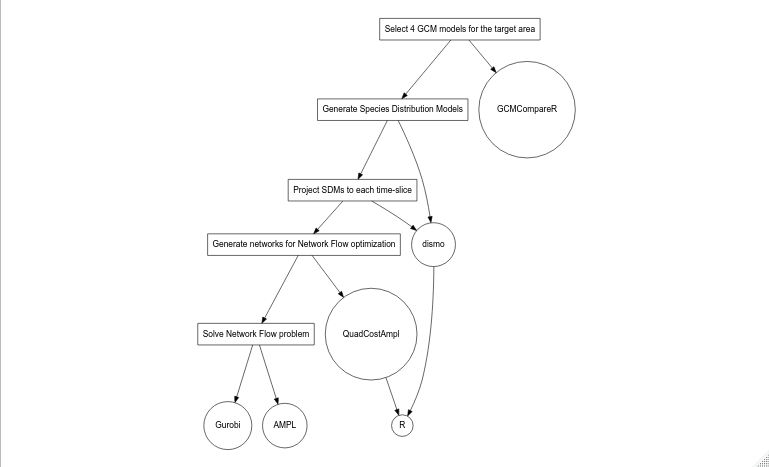 Select 4 GCM models for the target area
Generate Species Distribution Models
GCMCompareR
Project SDMs to each time-slice
Generate networks for Network Flow optimization
dismo
Solve Network Flow problem
QuadCostAmpl
Gurobi
AMPL
R